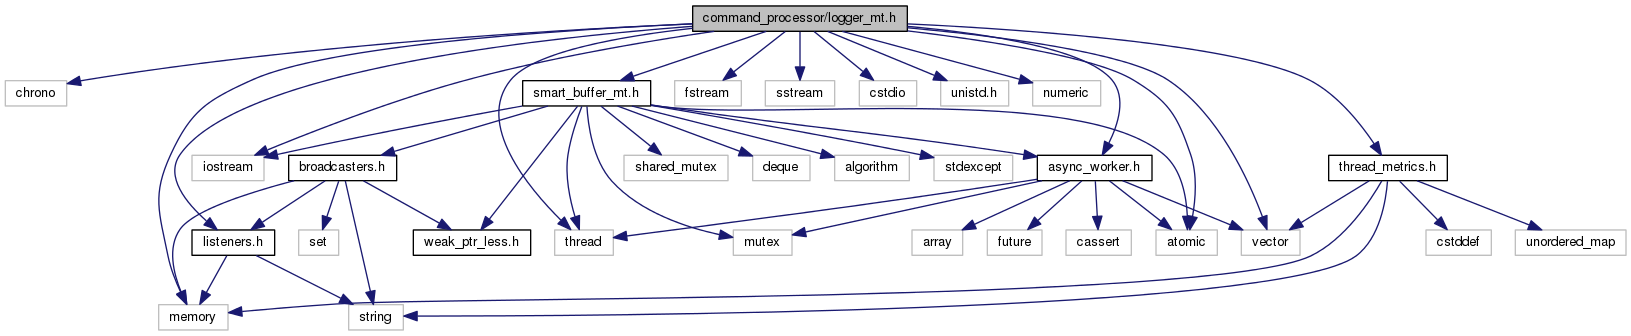 command_processor/logger_mt.h
chrono
smart_buffer_mt.h
fstream
sstream
cstdio
unistd.h
numeric
iostream
broadcasters.h
shared_mutex
deque
algorithm
stdexcept
async_worker.h
thread_metrics.h
listeners.h
set
weak_ptr_less.h
thread
mutex
array
future
cassert
atomic
vector
cstddef
unordered_map
memory
string